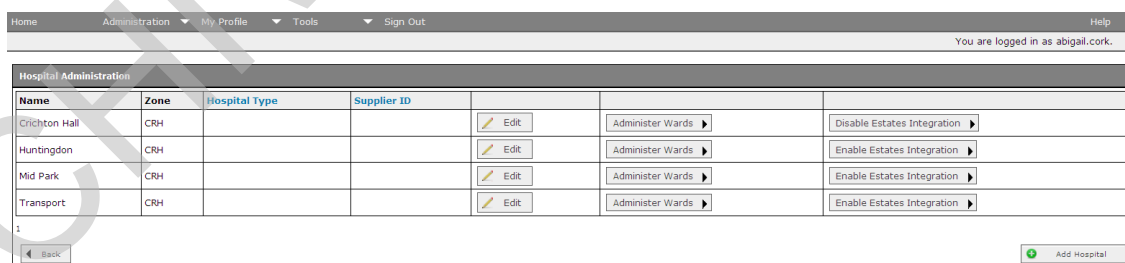 Home Administration My Profile Tools Sign Out Help
You are logged in as abigail.cork.
Hospital Administration
Name Zone Hospital Type Supplier ID
Crichton Hall CRH Edit Administer Wards Disable Estates Integration
Huntingdon CRH Edit Administer Wards Enable Estates Integration
Mid Park CRH Edit Administer Wards Enable Estates Integration
Transport CRH Edit Administer Wards Enable Estates Integration
1
Back Add Hospital